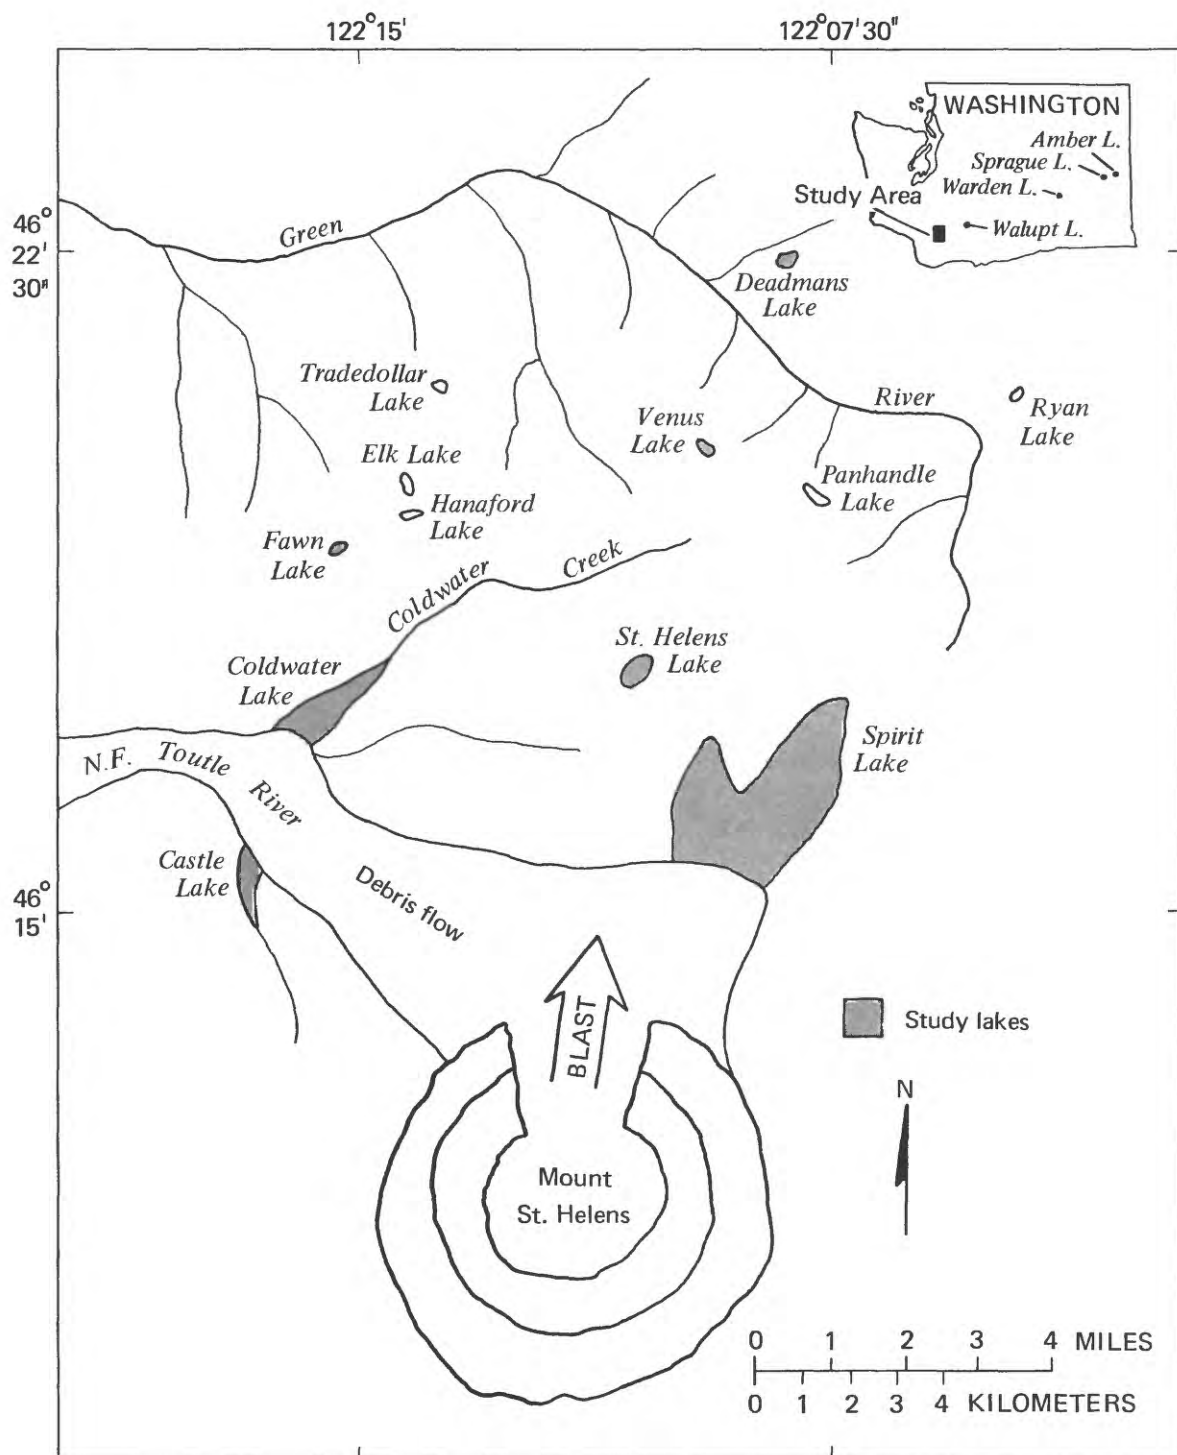 122°15'
122°07'30"
WASHINGTON
Amber L.
Sprague L.
Warden L.
Study Area
Walupt L.
46°
22'
30"
Green
Deadmans
Lake
Tradedollar
Lake
River
Ryan
Lake
Venus
Lake
Elk Lake
Panhandle
Lake
Hanaford
Lake
Fawn
Lake
Coldwater Creek
St. Helens
Lake
Coldwater
Lake
Spirit
Lake
N.F. Toutle River
Castle
Lake
Debris flow
46°
15'
BLAST
Study lakes
N
Mount
St. Helens
0 1 2 3 4 MILES
0 1 2 3 4 KILOMETERS